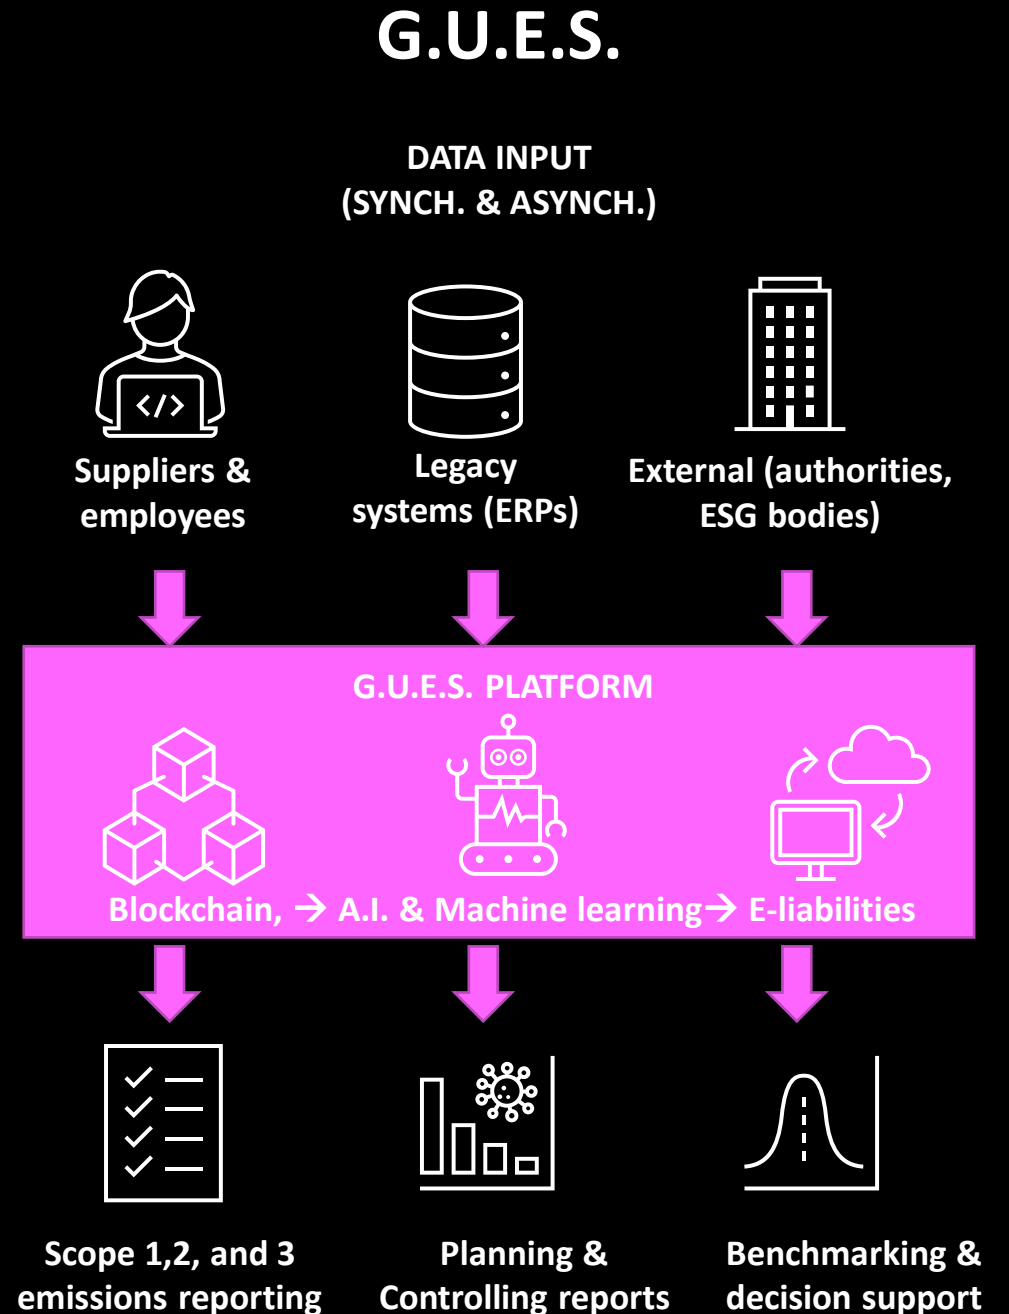 G.U.E.S.
DATA INPUT
(SYNCH. & ASYNCH.)
</>
Suppliers &
employees
Legacy
systems (ERPs)
External (authorities,
ESG bodies)
G.U.E.S. PLATFORM
Blockchain, → A.I. & Machine learning→ E-liabilities
Scope 1,2, and 3
emissions reporting
Planning &
Controlling reports
Benchmarking &
decision support